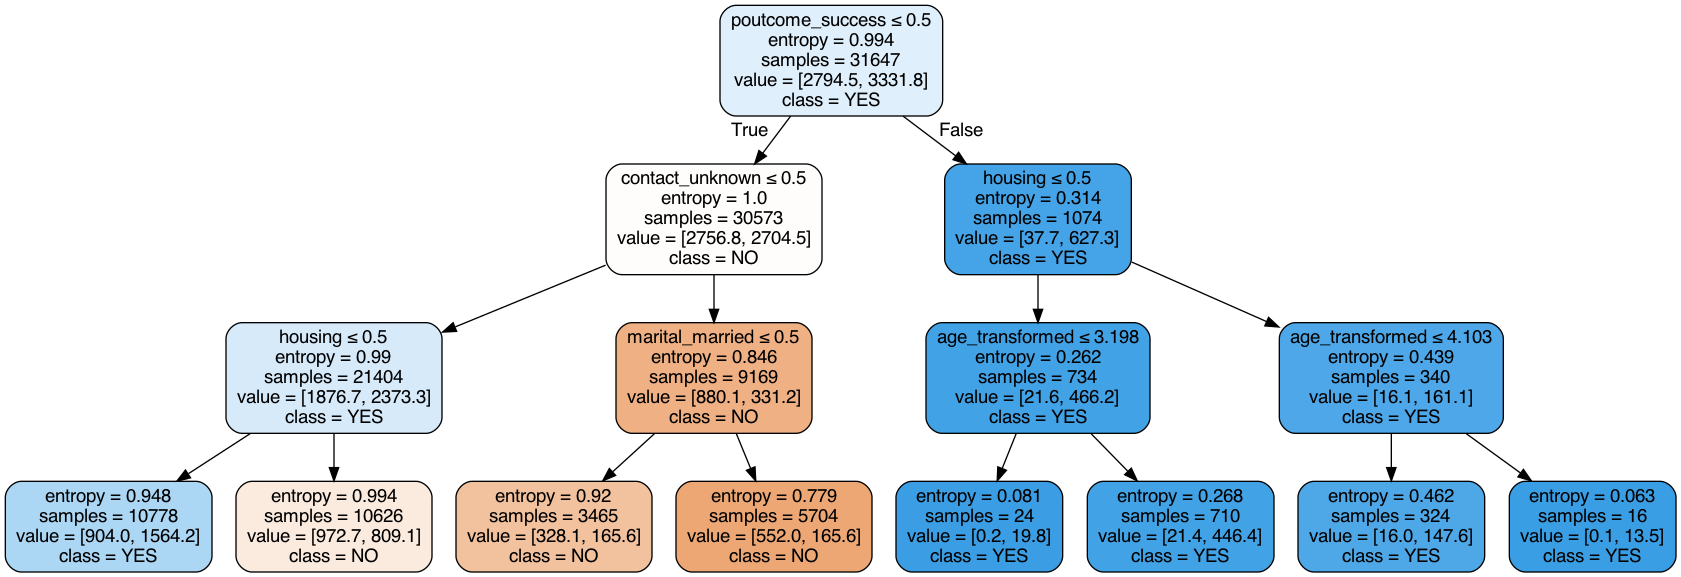 poutcome_success ≤ 0.5
entropy = 0.994
samples = 31647
value = [2794.5, 3331.8]
class = YES
True
False
contact_unknown ≤ 0.5
entropy = 1.0
samples = 30573
value = [2756.8, 2704.5]
class = NO
housing ≤ 0.5
entropy = 0.314
samples = 1074
value = [37.7, 627.3]
class = YES
housing ≤ 0.5
entropy = 0.99
samples = 21404
value = [1876.7, 2373.3]
class = YES
marital_married ≤ 0.5
entropy = 0.846
samples = 9169
value = [880.1, 331.2]
class = NO
age_transformed ≤ 3.198
entropy = 0.262
samples = 734
value = [21.6, 466.2]
class = YES
age_transformed ≤ 4.103
entropy = 0.439
samples = 340
value = [16.1, 161.1]
class = YES
entropy = 0.948
samples = 10778
value = [904.0, 1564.2]
class = YES
entropy = 0.994
samples = 10626
value = [972.7, 809.1]
class = NO
entropy = 0.92
samples = 3465
value = [328.1, 165.6]
class = NO
entropy = 0.779
samples = 5704
value = [552.0, 165.6]
class = NO
entropy = 0.081
samples = 24
value = [0.2, 19.8]
class = YES
entropy = 0.268
samples = 710
value = [21.4, 446.4]
class = YES
entropy = 0.462
samples = 324
value = [16.0, 147.6]
class = YES
entropy = 0.063
samples = 16
value = [0.1, 13.5]
class = YES